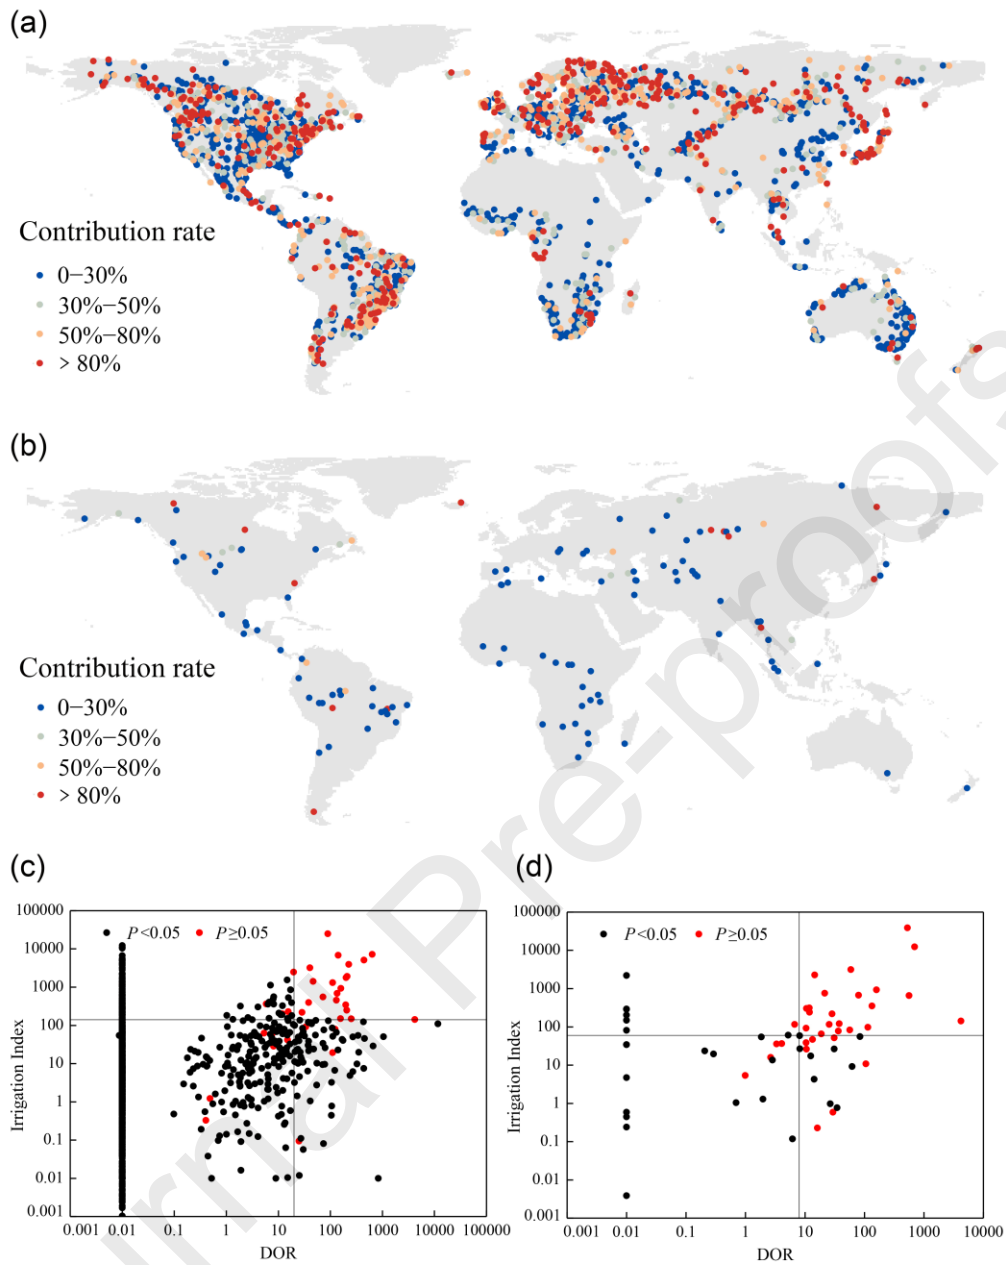 (a)
Contribution rate
0−30%
30%−50%
50%−80%
> 80%
(b)
Contribution rate
0−30%
30%−50%
50%−80%
> 80%
(c)
P<0.05 P≥0.05
Irrigation Index
100000
10000
1000
100
10
1
0.1
0.01
0.001
0.001 0.01 0.1 1 10 100 1000 10000 100000
DOR
(d)
P<0.05 P≥0.05
Irrigation Index
100000
10000
1000
100
10
1
0.1
0.01
0.001
0.001 0.01 0.1 1 10 100 1000 10000
DOR
Journal Pre-proofs